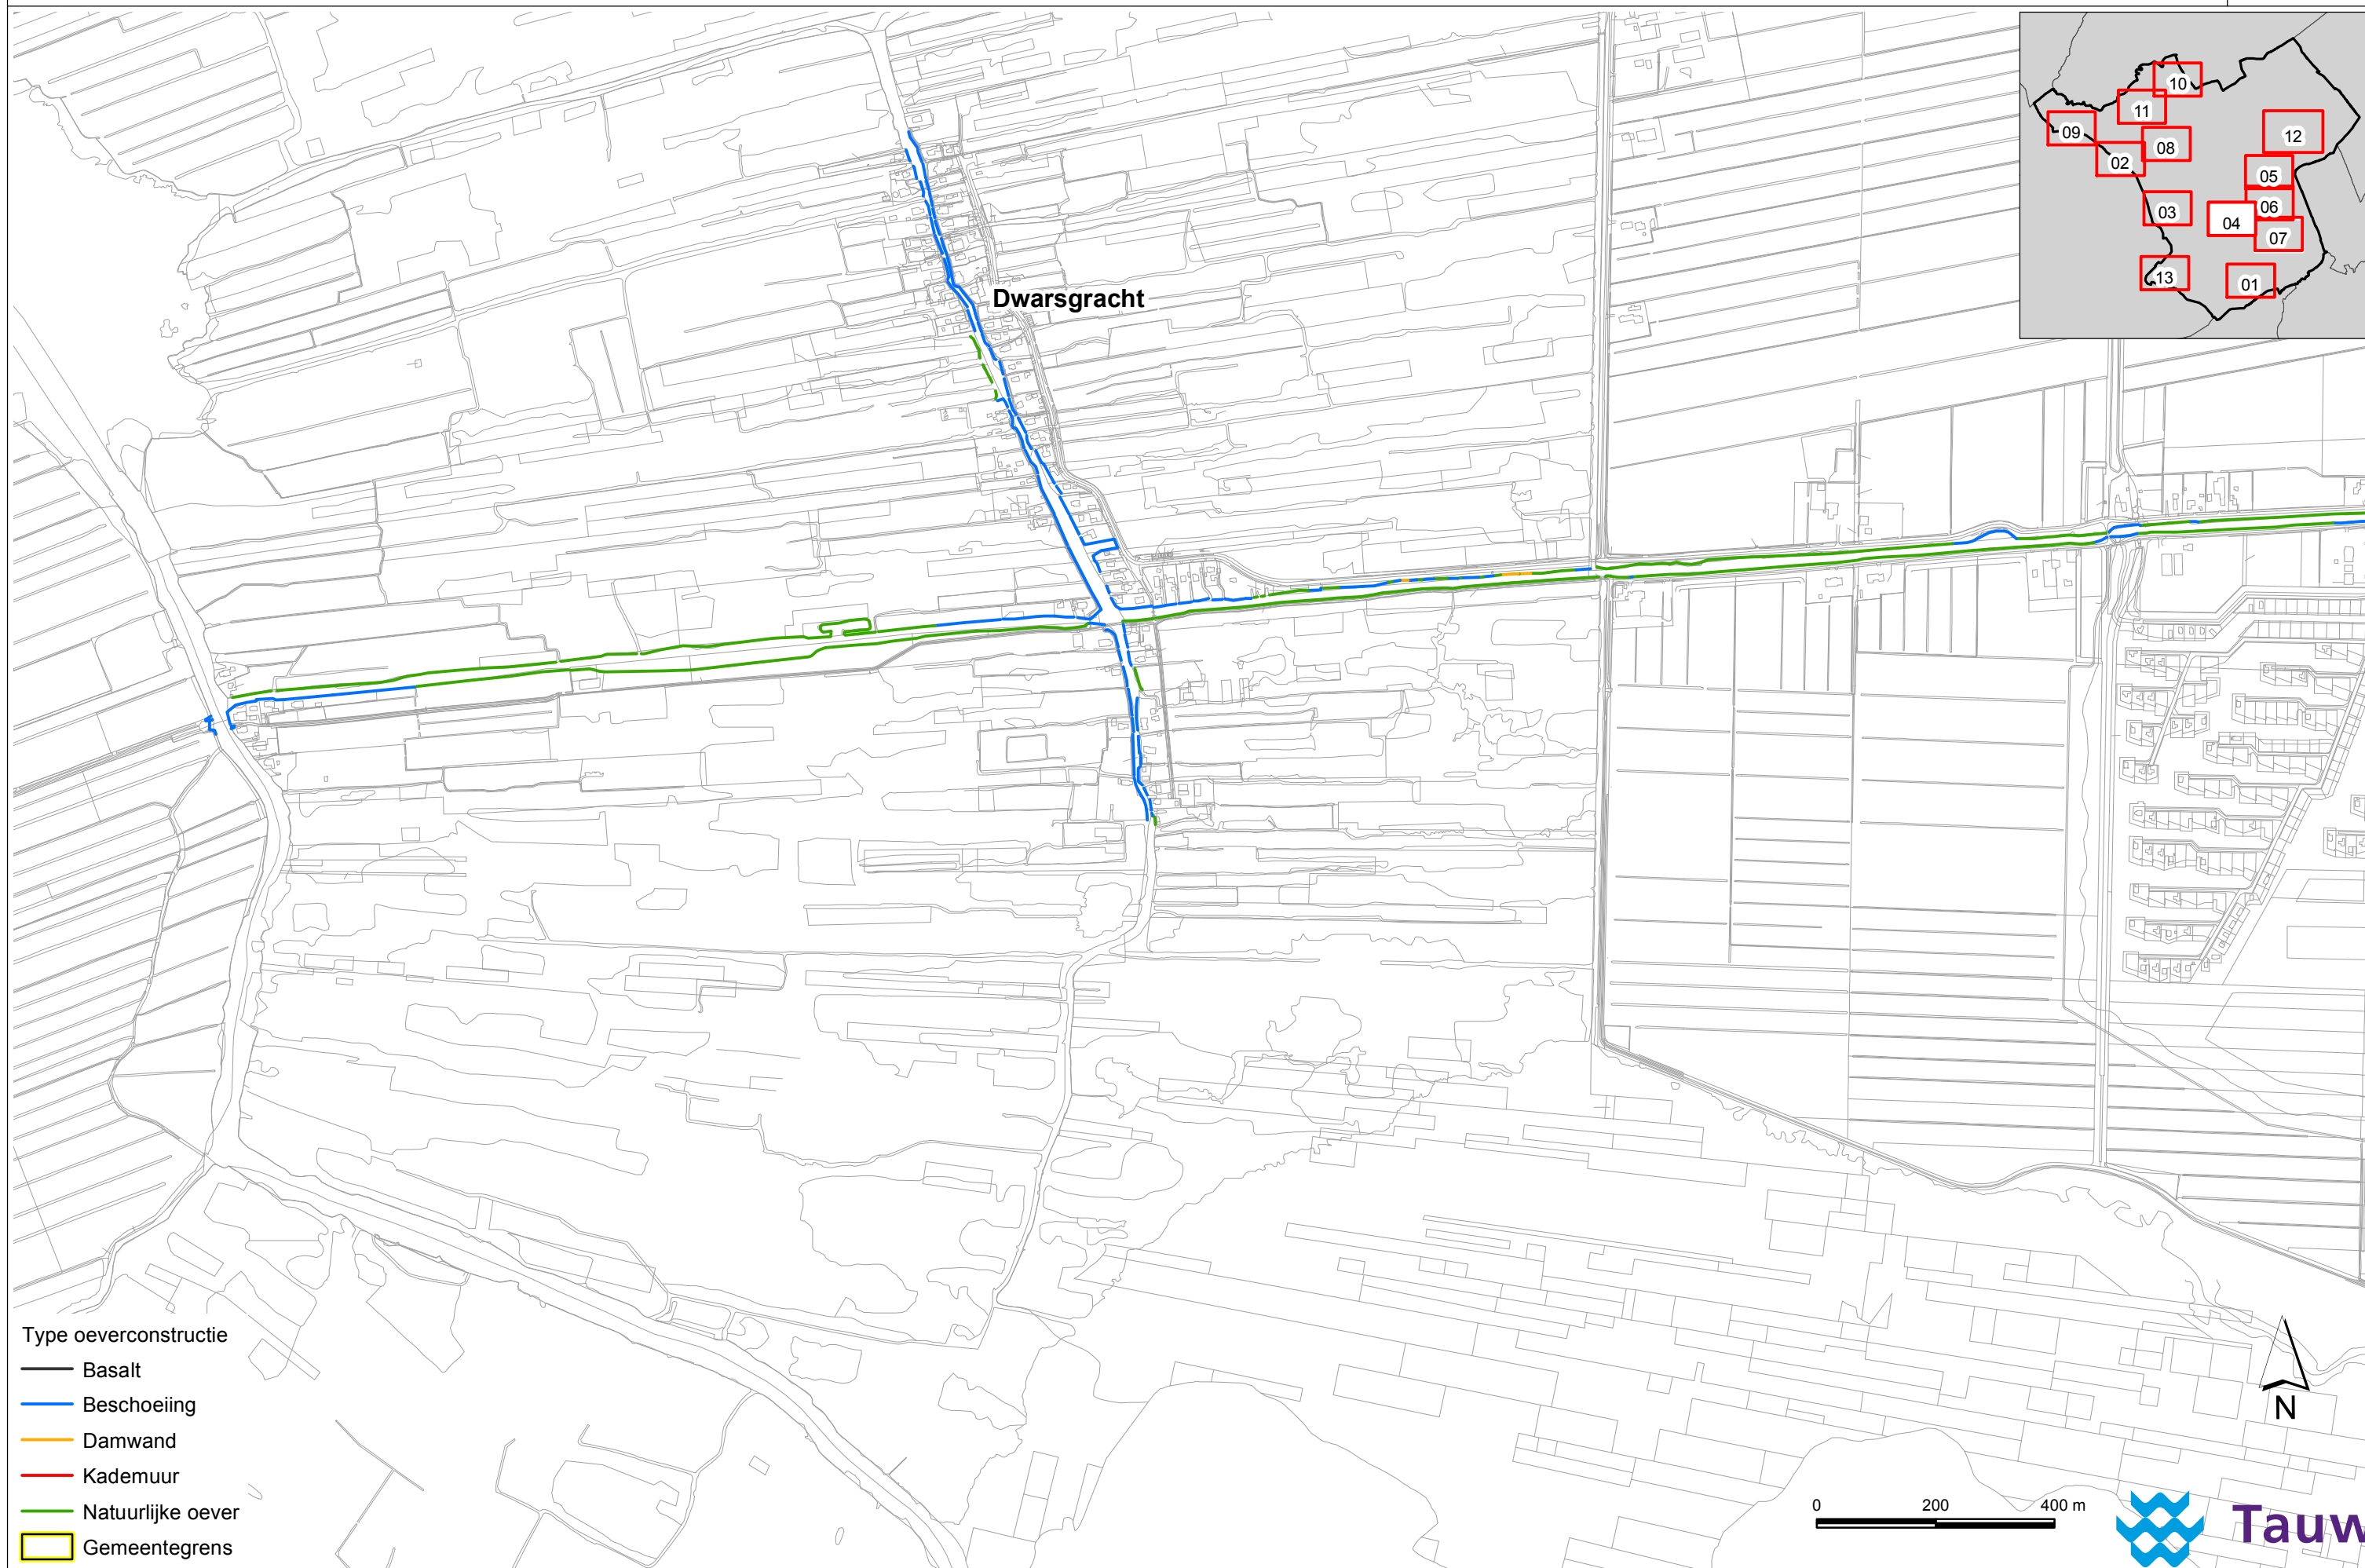 10
11
09
12
08
02
05
03
06
04
07
13
01
Dwarsgracht
Type oeverconstructie
Basalt
Beschoeiing
Damwand
Kademuur
Natuurlijke oever
Gemeentegrens
N
0 200 400 m
Tauw